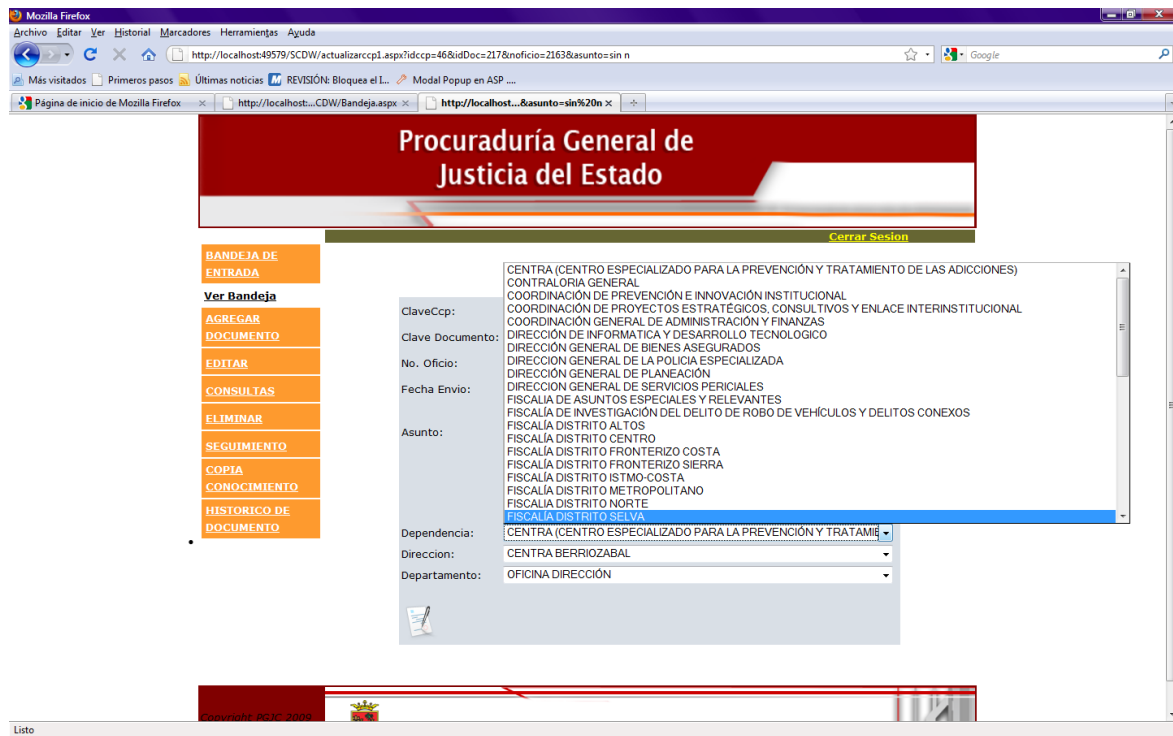 Mozilla Firefox
Archivo Editar Ver Historial Marcadores Herramientas Ayuda
http://localhost:49579/SCDW/actualizarccp1.aspx?idccp=46&idDoc=217&noficio=2163&asunto=sin n
Google
Más visitados Primeros pasos Últimas noticias REVISIÓN: Bloquea el I... Modal Popup en ASP ....
Página de inicio de Mozilla Firefox http://localhost:...CDW/Bandeja.aspx http://localhost...&asunto=sin%20n
Procuraduría General de
Justicia del Estado
Cerrar Sesion
BANDEJA DE
ENTRADA
Ver Bandeja
AGREGAR
DOCUMENTO
EDITAR
CONSULTAS
ELIMINAR
SEGUIMIENTO
COPIA
CONOCIMIENTO
HISTORICO DE
DOCUMENTO
ClaveCcp:
Clave Documento:
No. Oficio:
Fecha Envio:
Asunto:
CENTRA (CENTRO ESPECIALIZADO PARA LA PREVENCIÓN Y TRATAMIENTO DE LAS ADICCIONES)
CONTRALORIA GENERAL
COORDINACIÓN DE PREVENCIÓN E INNOVACIÓN INSTITUCIONAL
COORDINACIÓN DE PROYECTOS ESTRATÉGICOS, CONSULTIVOS Y ENLACE INTERINSTITUCIONAL
COORDINACIÓN GENERAL DE ADMINISTRACIÓN Y FINANZAS
DIRECCIÓN DE INFORMATICA Y DESARROLLO TECNOLOGICO
DIRECCIÓN GENERAL DE BIENES ASEGURADOS
DIRECCION GENERAL DE LA POLICIA ESPECIALIZADA
DIRECCIÓN GENERAL DE PLANEACIÓN
DIRECCION GENERAL DE SERVICIOS PERICIALES
FISCALIA DE ASUNTOS ESPECIALES Y RELEVANTES
FISCALÍA DE INVESTIGACIÓN DEL DELITO DE ROBO DE VEHÍCULOS Y DELITOS CONEXOS
FISCALÍA DISTRITO ALTOS
FISCALÍA DISTRITO CENTRO
FISCALÍA DISTRITO FRONTERIZO COSTA
FISCALÍA DISTRITO FRONTERIZO SIERRA
FISCALÍA DISTRITO ISTMO-COSTA
FISCALÍA DISTRITO METROPOLITANO
FISCALIA DISTRITO NORTE
FISCALÍA DISTRITO SELVA
Dependencia: CENTRA (CENTRO ESPECIALIZADO PARA LA PREVENCIÓN Y TRATAMIE
Direccion: CENTRA BERRIOZABAL
Departamento: OFICINA DIRECCIÓN
Copyright PGJC 2009
Listo